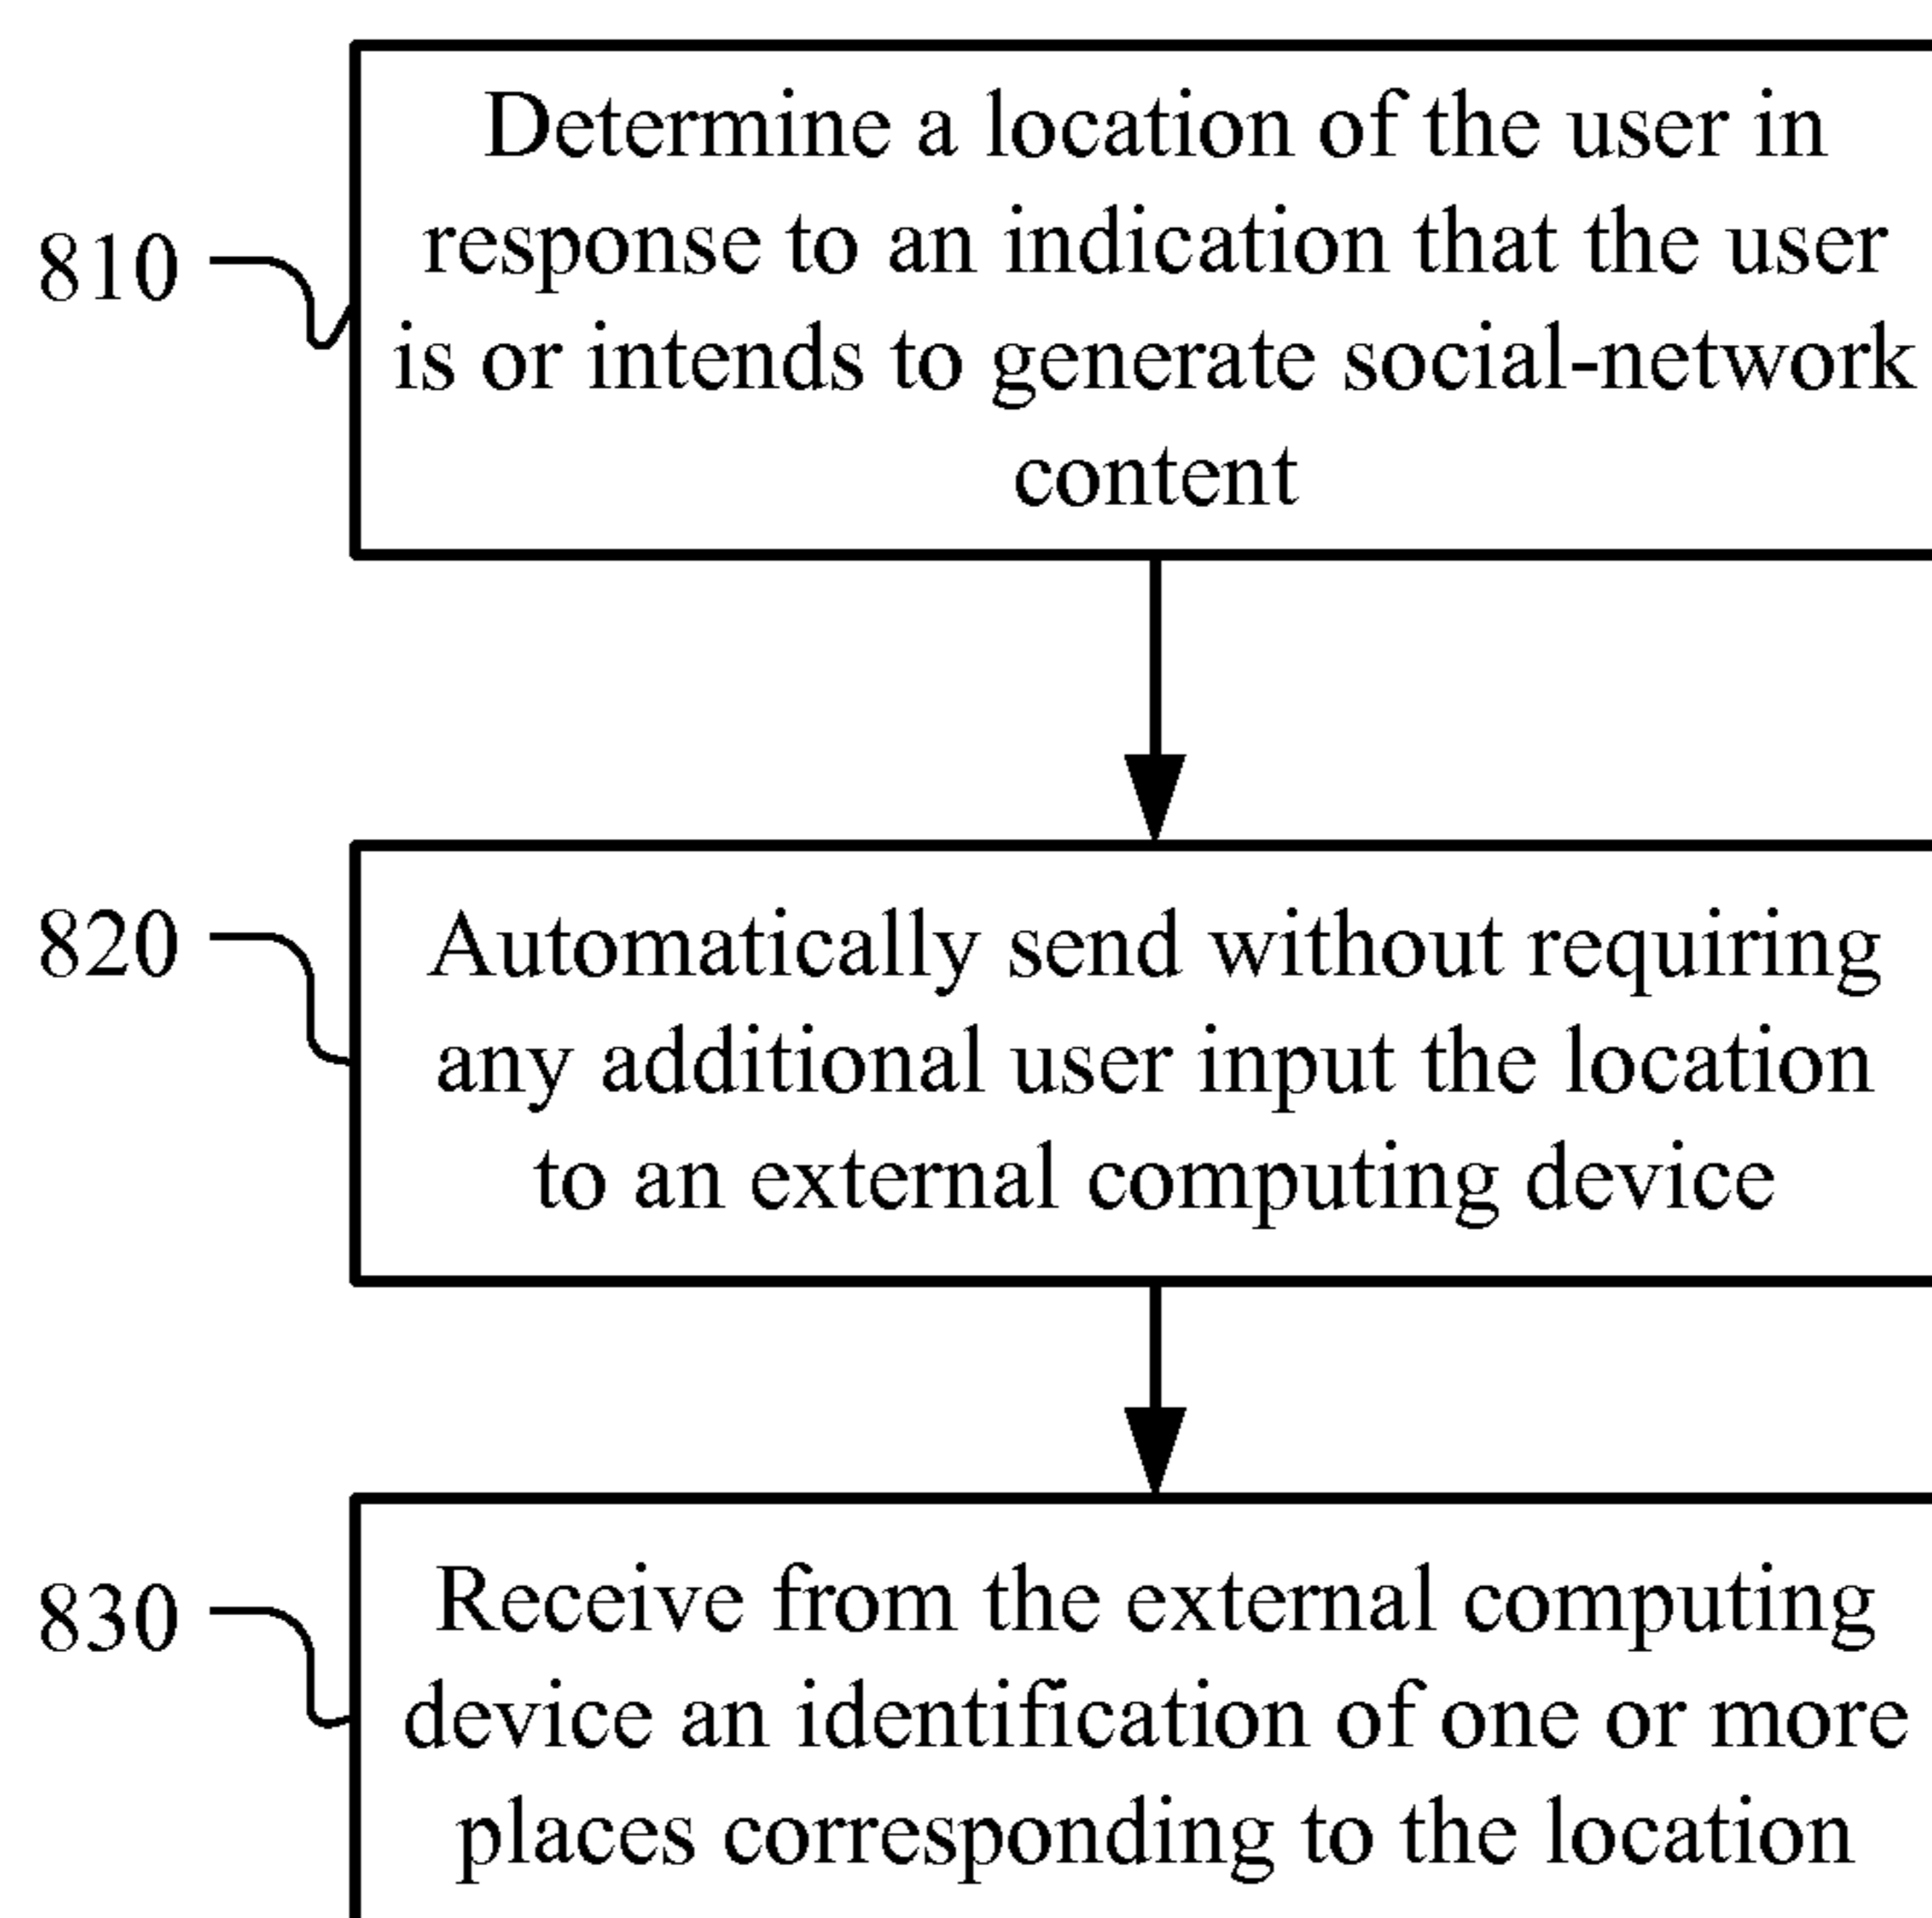 Determine a location of the user in
response to an indication that the user
810
is or intends to generate social-network
content
820
Automatically send without requiring
any additional user input the location
to an external computing device
830
Receive from the external computing
device an identification of one or more
places corresponding to the location